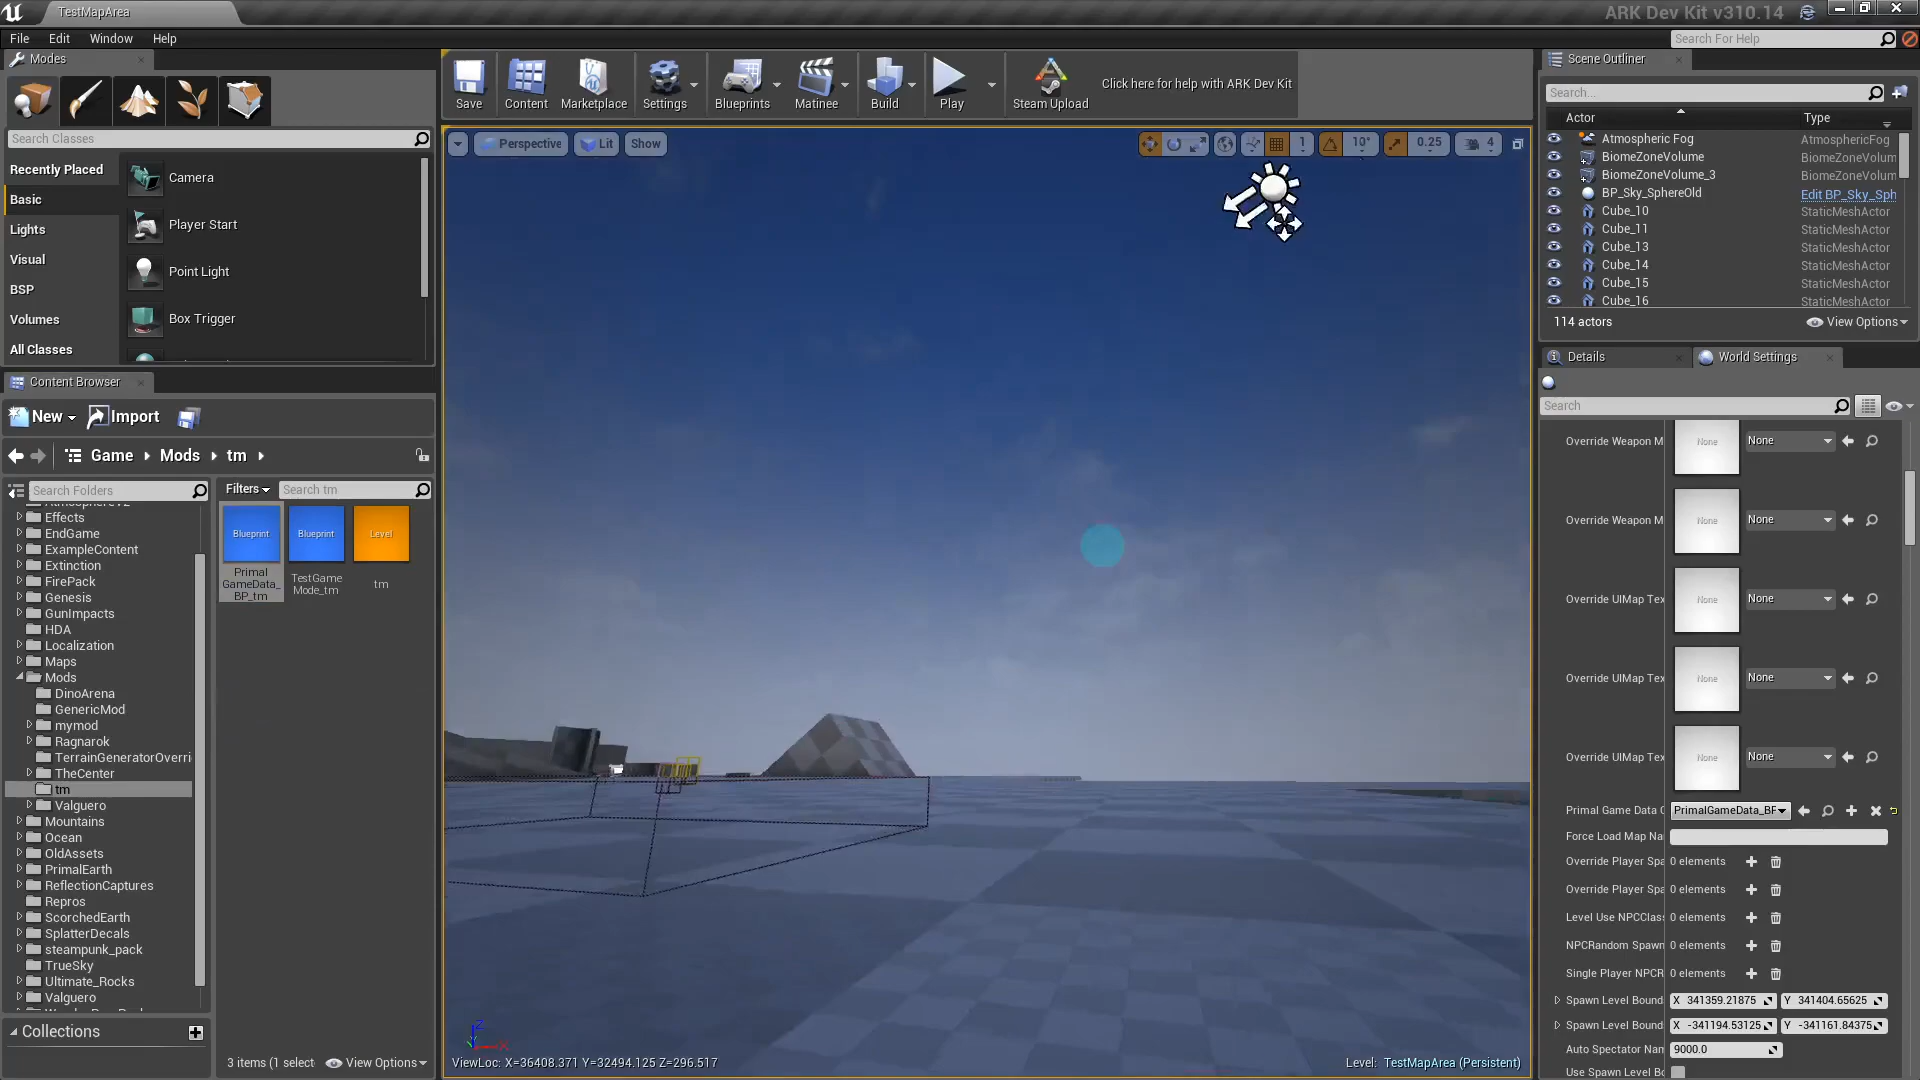 TestMapArea
ARK Dev Kit v310.14
File Edit Window Help
Search For Help
Modes
Search Classes
Recently Placed
Basic
Lights
Visual
BSP
Volumes
All Classes
Camera
Player Start
Point Light
Box Trigger
Save
Content
Marketplace
Settings
Blueprints
Matinee
Build
Play
Steam Upload
Click here for help with ARK Dev Kit
Perspective
Lit
Show
1
10°
0.25
4
Scene Outliner
Search...
Actor Type
Atmospheric Fog AtmosphericFog
BiomeZoneVolume BiomeZoneVolum
BiomeZoneVolume_3 BiomeZoneVolum
BP_Sky_SphereOld Edit BP_Sky_Sph
Cube_10 StaticMeshActor
Cube_11 StaticMeshActor
Cube_13 StaticMeshActor
Cube_14 StaticMeshActor
Cube_15 StaticMeshActor
Cube_16 StaticMeshActor
114 actors
View Options
Content Browser
New
Import
Game Mods tm
Search Folders
Effects
EndGame
ExampleContent
Extinction
FirePack
Genesis
GunImpacts
HDA
Localization
Maps
Mods
DinoArena
GenericMod
mymod
Ragnarok
TerrainGeneratorOverri
TheCenter
tm
Valguero
Mountains
Ocean
OldAssets
PrimalEarth
ReflectionCaptures
Repros
ScorchedEarth
SplatterDecals
steampunk_pack
TrueSky
Ultimate_Rocks
Valguero
Collections
Filters
Search tm
Blueprint
Primal
GameData_
BP_tm
Blueprint
TestGame
Mode_tm
Level
tm
3 items (1 select
View Options
ViewLoc: X=36408.371 Y=32494.125 Z=296.517
Level: TestMapArea (Persistent)
Details
World Settings
Search
Override Weapon M None None
Override Weapon M None None
Override UIMap Tex None None
Override UIMap Tex None None
Override UIMap Tex None None
Primal Game Data C PrimalGameData_BP
Force Load Map Na
Override Player Spa 0 elements
Override Player Spa 0 elements
Level Use NPCClass 0 elements
NPCRandom Spawn 0 elements
Single Player NPCR 0 elements
Spawn Level Bound X 341359.21875 Y 341404.65625
Spawn Level Bound X -341194.53125 Y -341161.84375
Auto Spectator Nam 9000.0
Use Spawn Level Bo